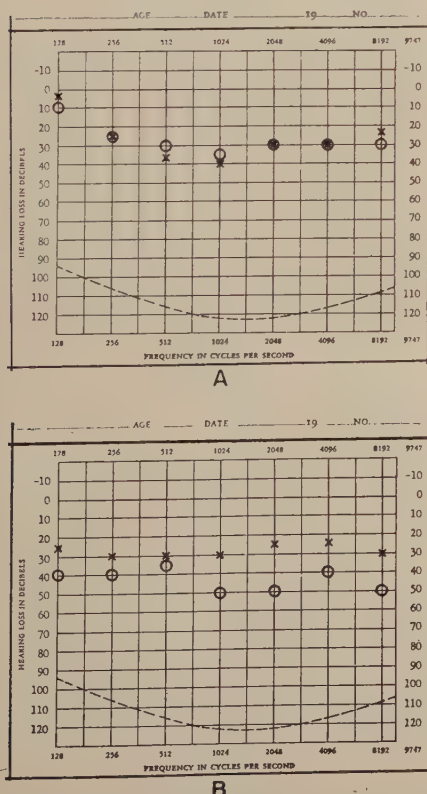 AGE DATE 19 NO.
178 256 512 1024 2048 4096 8192 9747
-10 -10
0 0
10 10
20 20
30 30
40 40
50 50
60 60
70 70
80 80
90 90
100 100
110 110
120 120
HEARING LOSS IN DECIBELS
128 256 512 1024 2048 4096 8192 9747
FREQUENCY IN CYCLES PER SECOND
A
AGE DATE 19 NO.
178 256 512 1024 2048 4096 8192 9747
-10 -10
0 0
10 10
20 20
30 30
40 40
50 50
60 60
70 70
80 80
90 90
100 100
110 110
120 120
HEARING LOSS IN DECIBELS
128 256 512 1024 2048 4096 8192 9747
FREQUENCY IN CYCLES PER SECOND
B